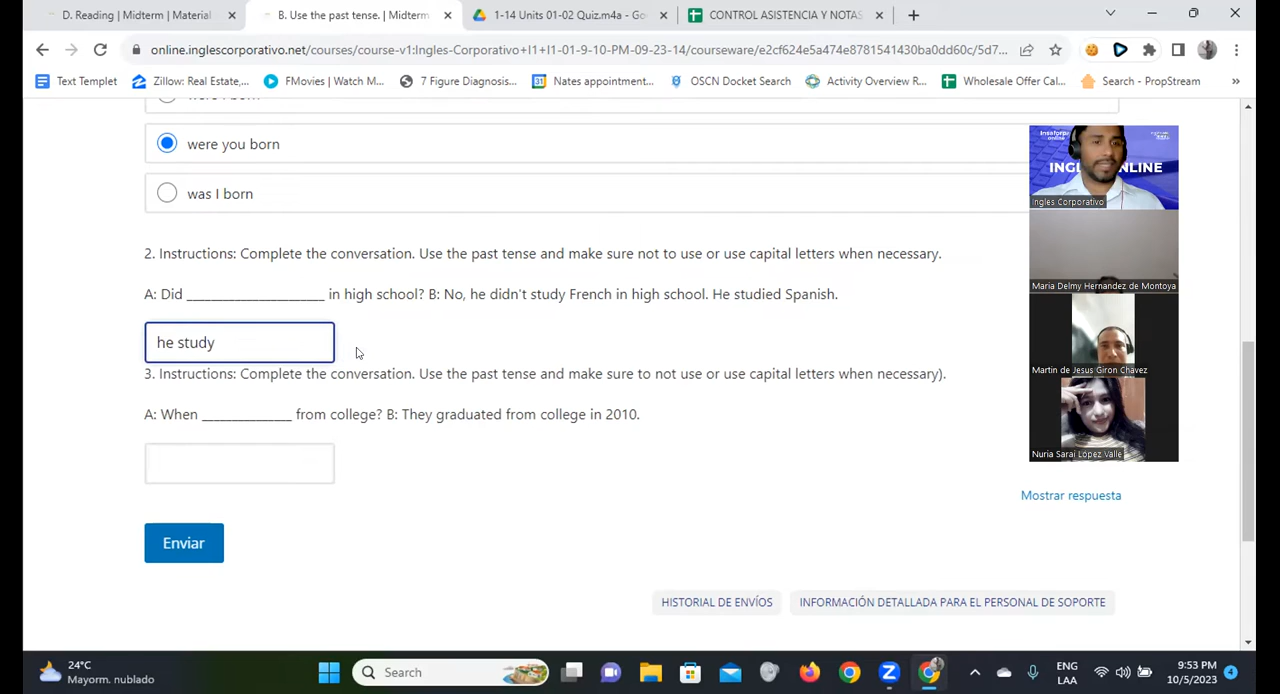 D. Reading | Midterm | Material
B. Use the past tense. | Midterm
1-14 Units 01-02 Quiz.m4a - Go
CONTROL ASISTENCIA Y NOTAS
online.inglescorporativo.net/courses/course-v1:Ingles-Corporativo+I1+I1-01-9-10-PM-09-23-14/courseware/e2cf624e5a474e8781541430ba0dd60c/5d7...
Text Templet
Zillow: Real Estate,...
FMovies | Watch M...
7 Figure Diagnosis...
Nates appointment...
OSCN Docket Search
Activity Overview R...
Wholesale Offer Cal...
Search - PropStream
were you born
was I born
INGLES ONLINE
Ingles Corporativo
Maria Delmy Hernandez de Montoya
Martin de Jesus Giron Chavez
Nuria Sarai López Valle
2. Instructions: Complete the conversation. Use the past tense and make sure not to use or use capital letters when necessary.
A: Did ______________________ in high school? B: No, he didn't study French in high school. He studied Spanish.
he study
3. Instructions: Complete the conversation. Use the past tense and make sure to not use or use capital letters when necessary).
A: When ______________ from college? B: They graduated from college in 2010.
Mostrar respuesta
Enviar
HISTORIAL DE ENVÍOS
INFORMACIÓN DETALLADA PARA EL PERSONAL DE SOPORTE
24°C
Mayorm. nublado
Search
ENG
LAA
9:53 PM
10/5/2023
4